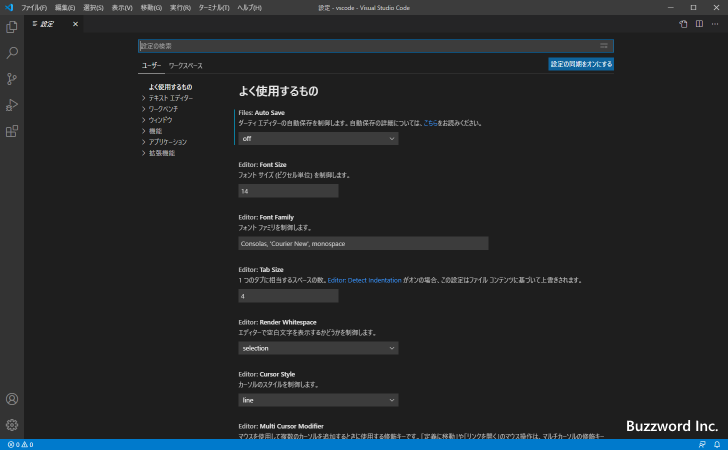 ファイル(F) 編集(E) 選択(S) 表示(V) 移動(G) 実行(R) ターミナル(T) ヘルプ(H) 設定 - vscode - Visual Studio Code
設定
設定の検索
ユーザー ワークスペース 設定の同期をオンにする
よく使用するもの
テキスト エディター
ワークベンチ
ウィンドウ
機能
アプリケーション
拡張機能
よく使用するもの
Files: Auto Save
ダーティ エディターの自動保存を制御します。自動保存の詳細については、こちらをお読みください。
off
Editor: Font Size
フォント サイズ (ピクセル単位) を制御します。
14
Editor: Font Family
フォント ファミリを制御します。
Consolas, 'Courier New', monospace
Editor: Tab Size
1 つのタブに相当するスペースの数。Editor: Detect Indentation がオンの場合、この設定はファイル コンテンツに基づいて上書きされます。
4
Editor: Render Whitespace
エディターで空白文字を表示するかどうかを制御します。
selection
Editor: Cursor Style
カーソルのスタイルを制御します。
line
Editor: Multi Cursor Modifier
マウスを使用して複数のカーソルを追加するときに使用する修飾キーです。「定義に移動」や「リンクを開く」のマウス操作は、マルチカーソルの修飾キー
Buzzword Inc.
0 0